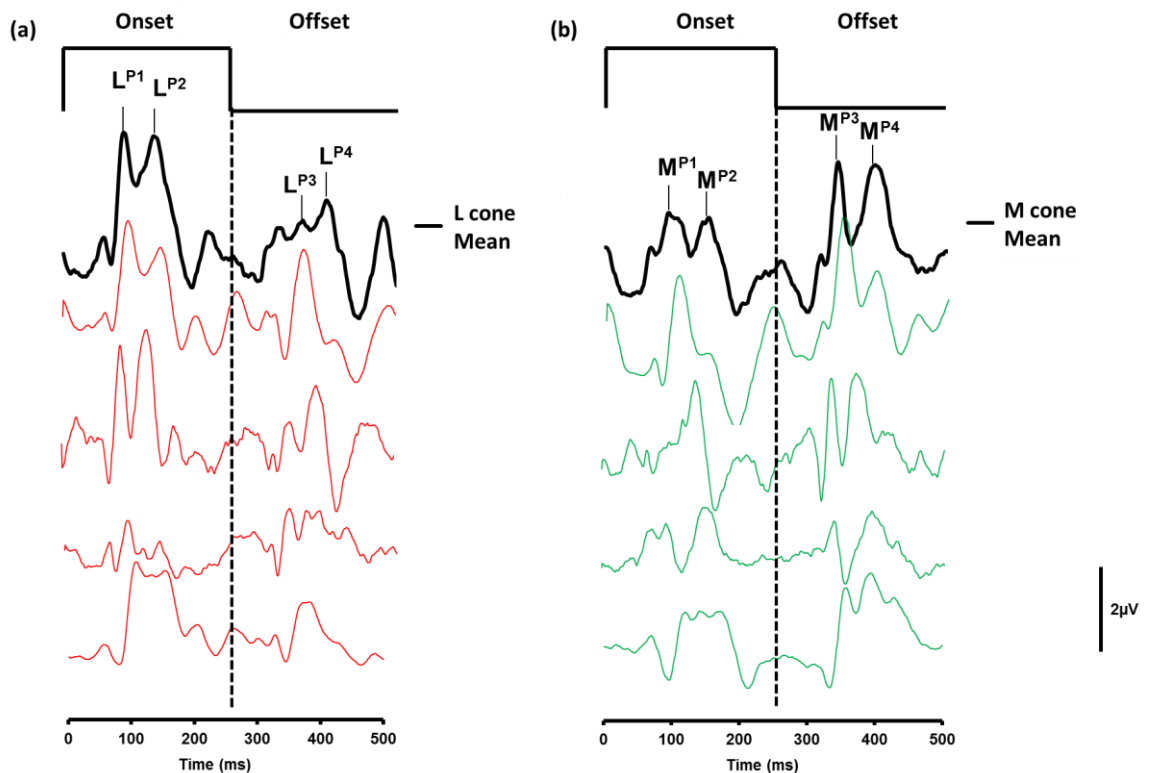 (a)
Onset
Offset
L^P1
L^P2
L^P3
L^P4
L cone
Mean
0 100 200 300 400 500
Time (ms)
(b)
Onset
Offset
M^P1
M^P2
M^P3
M^P4
M cone
Mean
2μV
0 100 200 300 400 500
Time (ms)